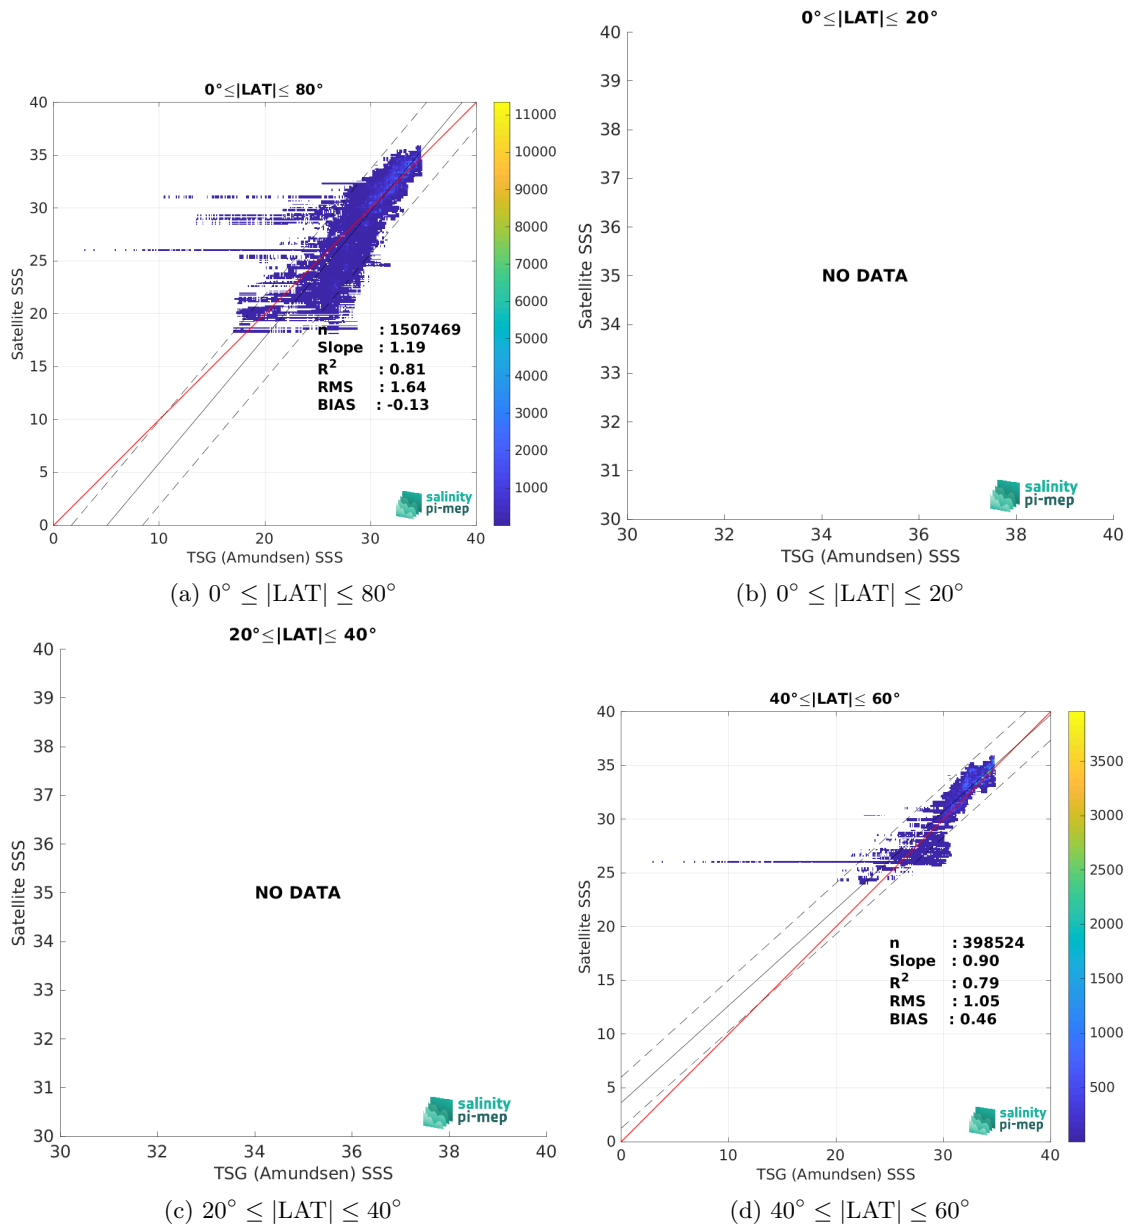 0°≤|LAT|≤ 80°
40
35
30
25
20
15
10
5
0
0
10
20
30
40
Satellite SSS
TSG (Amundsen) SSS
n : 1507469
Slope : 1.19
R² : 0.81
RMS : 1.64
BIAS : -0.13
salinity
pi-mep
11000
10000
9000
8000
7000
6000
5000
4000
3000
2000
1000
(a) 0° ≤ |LAT| ≤ 80°
0°≤|LAT|≤ 20°
40
39
38
37
36
35
34
33
32
31
30
30
32
34
36
38
40
Satellite SSS
NO DATA
TSG (Amundsen) SSS
salinity
pi-mep
(b) 0° ≤ |LAT| ≤ 20°
20°≤|LAT|≤ 40°
40
39
38
37
36
35
34
33
32
31
30
30
32
34
36
38
40
Satellite SSS
NO DATA
TSG (Amundsen) SSS
salinity
pi-mep
(c) 20° ≤ |LAT| ≤ 40°
40°≤|LAT|≤ 60°
40
35
30
25
20
15
10
5
0
0
10
20
30
40
Satellite SSS
TSG (Amundsen) SSS
n : 398524
Slope : 0.90
R² : 0.79
RMS : 1.05
BIAS : 0.46
salinity
pi-mep
3500
3000
2500
2000
1500
1000
500
(d) 40° ≤ |LAT| ≤ 60°